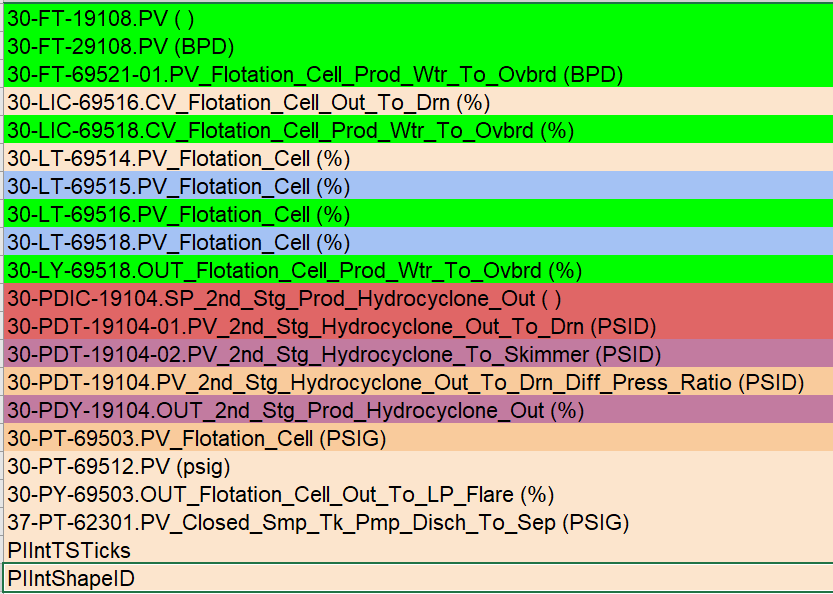 30-FT-19108.PV ( )
30-FT-29108.PV (BPD)
30-FT-69521-01.PV_Flotation_Cell_Prod_Wtr_To_Ovbrd (BPD)
30-LIC-69516.CV_Flotation_Cell_Out_To_Drn (%)
30-LIC-69518.CV_Flotation_Cell_Prod_Wtr_To_Ovbrd (%)
30-LT-69514.PV_Flotation_Cell (%)
30-LT-69515.PV_Flotation_Cell (%)
30-LT-69516.PV_Flotation_Cell (%)
30-LT-69518.PV_Flotation_Cell (%)
30-LY-69518.OUT_Flotation_Cell_Prod_Wtr_To_Ovbrd (%)
30-PDIC-19104.SP_2nd_Stg_Prod_Hydrocyclone_Out ( )
30-PDT-19104-01.PV_2nd_Stg_Hydrocyclone_Out_To_Drn (PSID)
30-PDT-19104-02.PV_2nd_Stg_Hydrocyclone_To_Skimmer (PSID)
30-PDT-19104.PV_2nd_Stg_Hydrocyclone_Out_To_Drn_Diff_Press_Ratio (PSID)
30-PDY-19104.OUT_2nd_Stg_Prod_Hydrocyclone_Out (%)
30-PT-69503.PV_Flotation_Cell (PSIG)
30-PT-69512.PV (psig)
30-PY-69503.OUT_Flotation_Cell_Out_To_LP_Flare (%)
37-PT-62301.PV_Closed_Smp_Tk_Pmp_Disch_To_Sep (PSIG)
PIIntTSTicks
PIIntShapeID